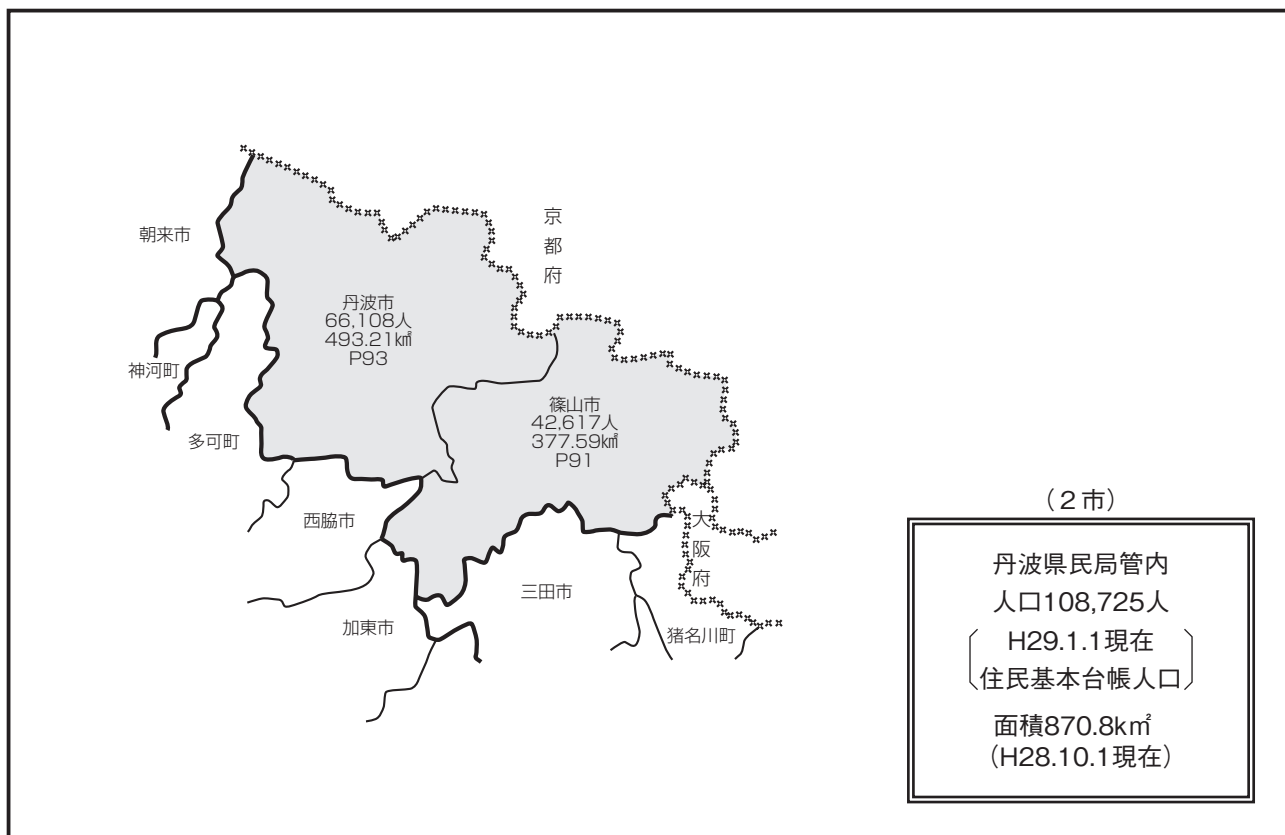 京都府
朝来市
丹波市
66,108人
493.21k㎡
P93
神河町
多可町
篠山市
42,617人
377.59k㎡
P91
西脇市
大阪府
三田市
加東市
猪名川町
（２市）
丹波県民局管内
人口108,725人
H29.1.1現在
住民基本台帳人口
面積870.8k㎡
（H28.10.1現在）